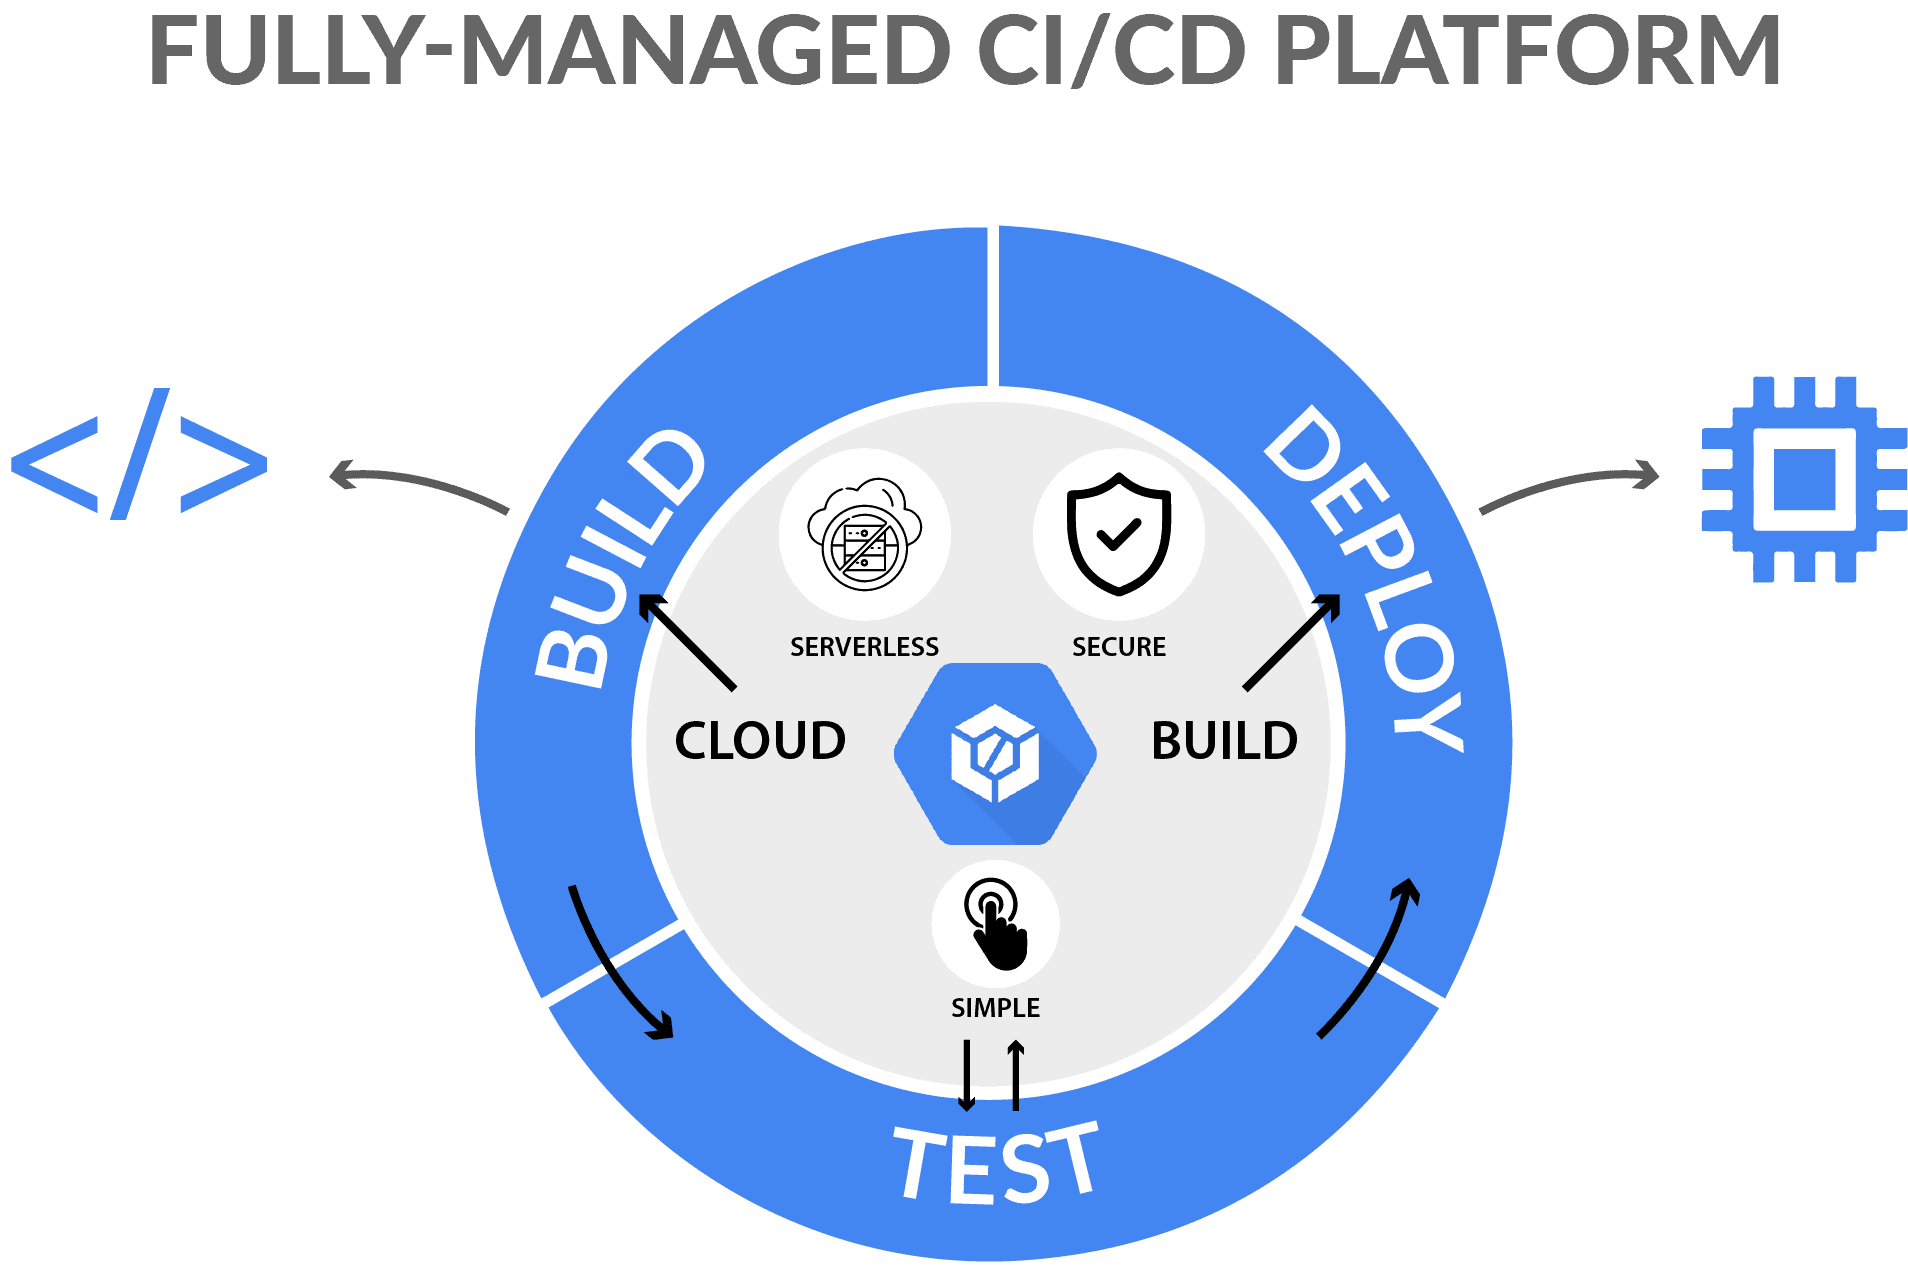 FULLY-MANAGED CI/CD PLATFORM
</>
BUILD
DEPLOY
SERVERLESS
SECURE
CLOUD
BUILD
SIMPLE
TEST